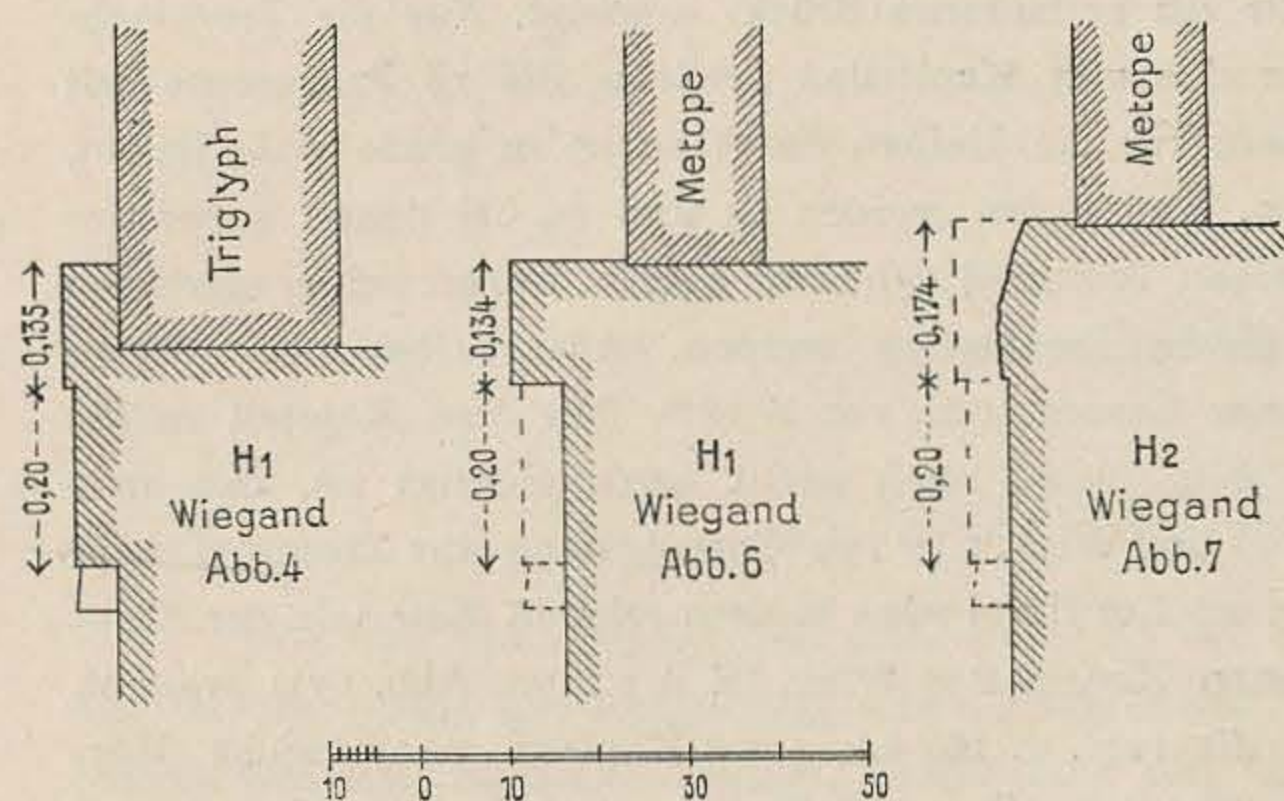 Triglyph
Metope
Metope
0,135
0,20
0,134
0,20
0,174
0,20
H1
Wiegand
Abb.4
H1
Wiegand
Abb.6
H2
Wiegand
Abb.7
10 0 10 30 50